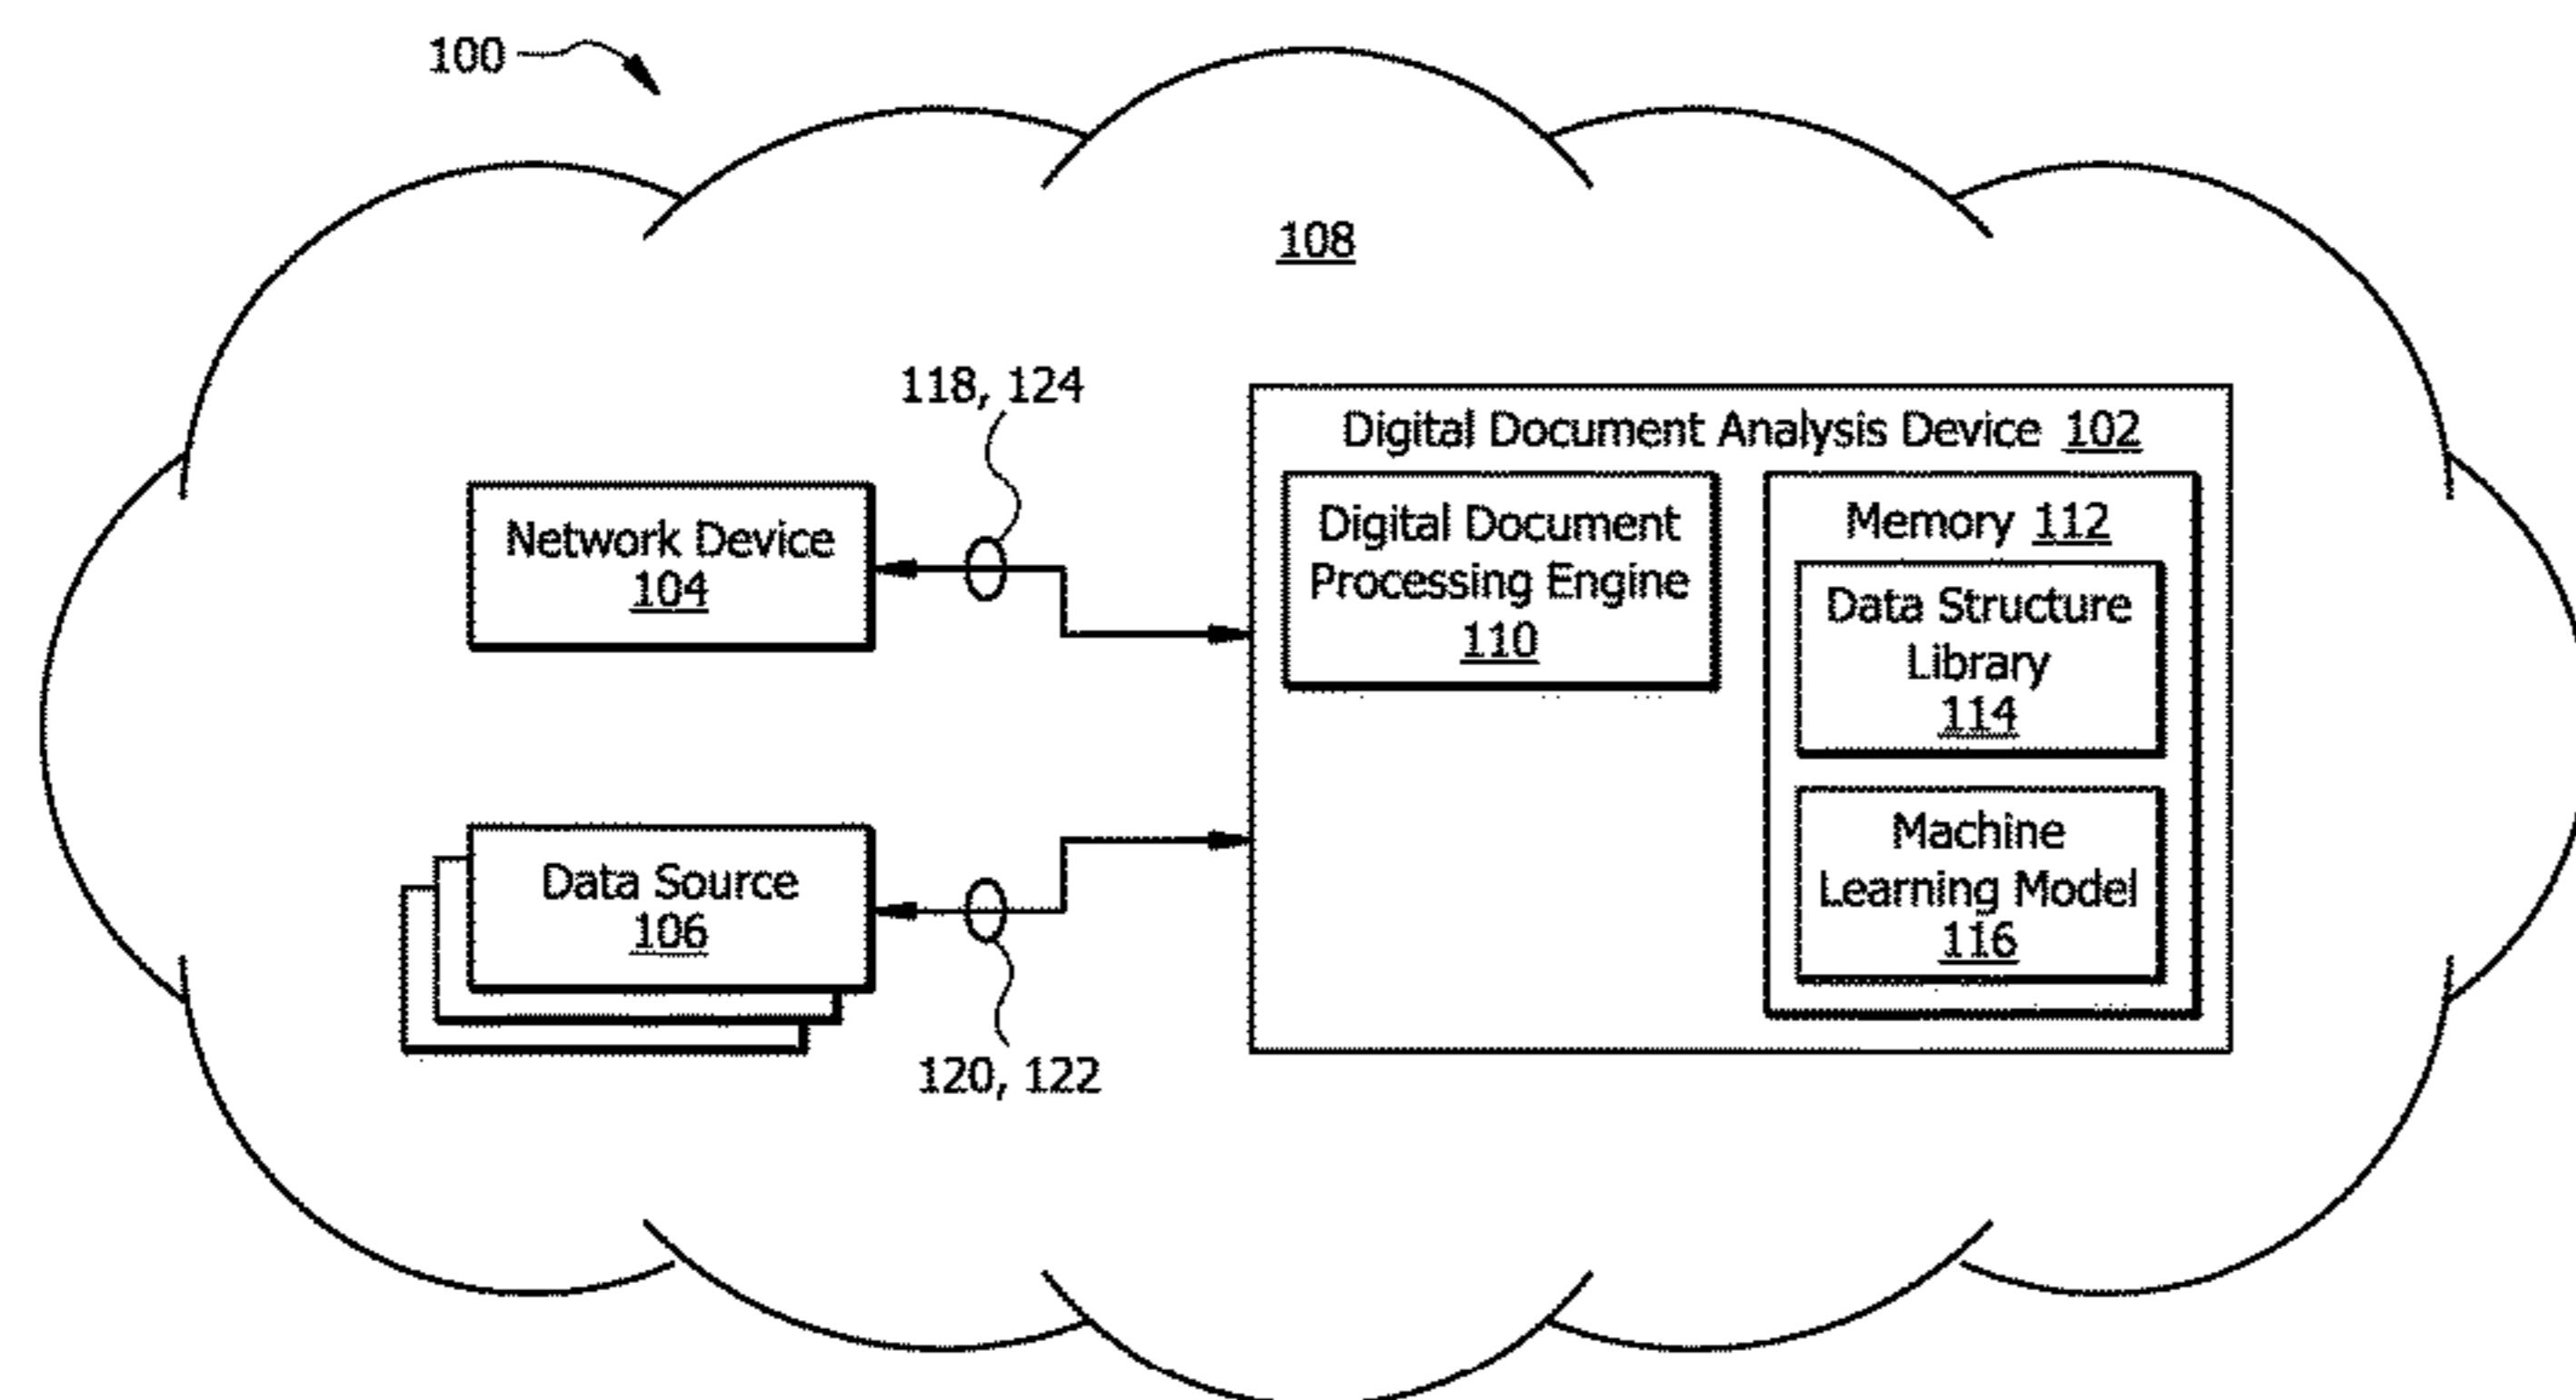 100
108
118, 124
Network Device
104
Data Source
106
120, 122
Digital Document Analysis Device 102
Digital Document
Processing Engine
110
Memory 112
Data Structure
Library
114
Machine
Learning Model
116